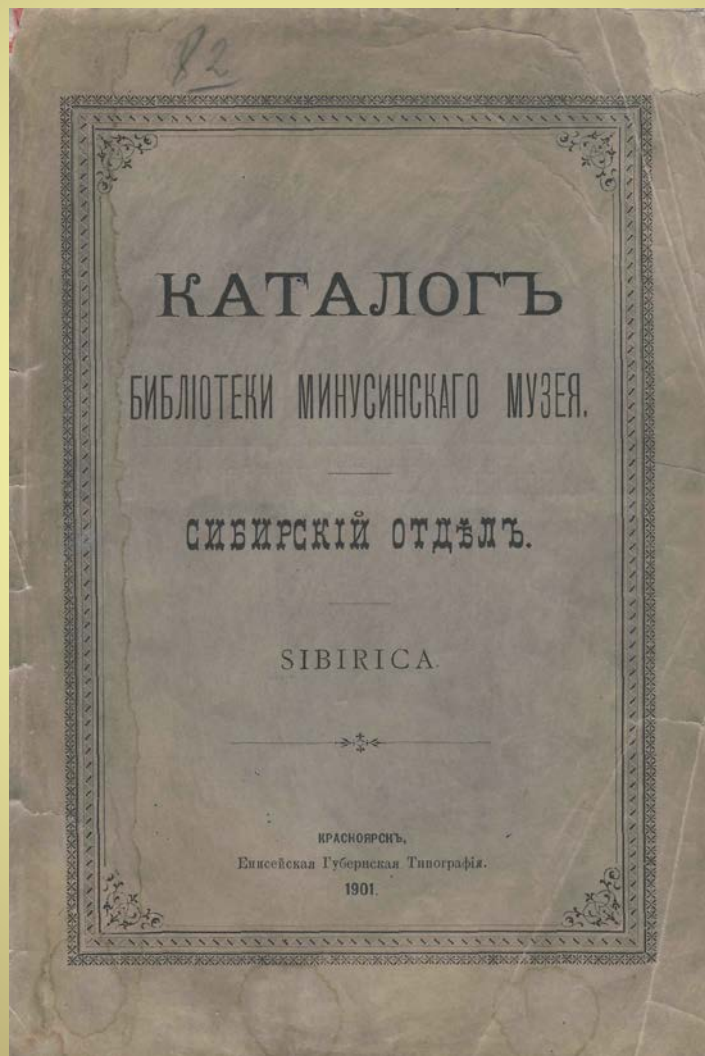 82
КАТАЛОГЪ
БИБЛІОТЕКИ МИНУСИНСКАГО МУЗЕЯ.
СИБИРСКІЙ ОТДѢЛЪ.
SIBIRICA.
КРАСНОЯРСКЪ,
Енисейская Губернская Типографія.
1901.